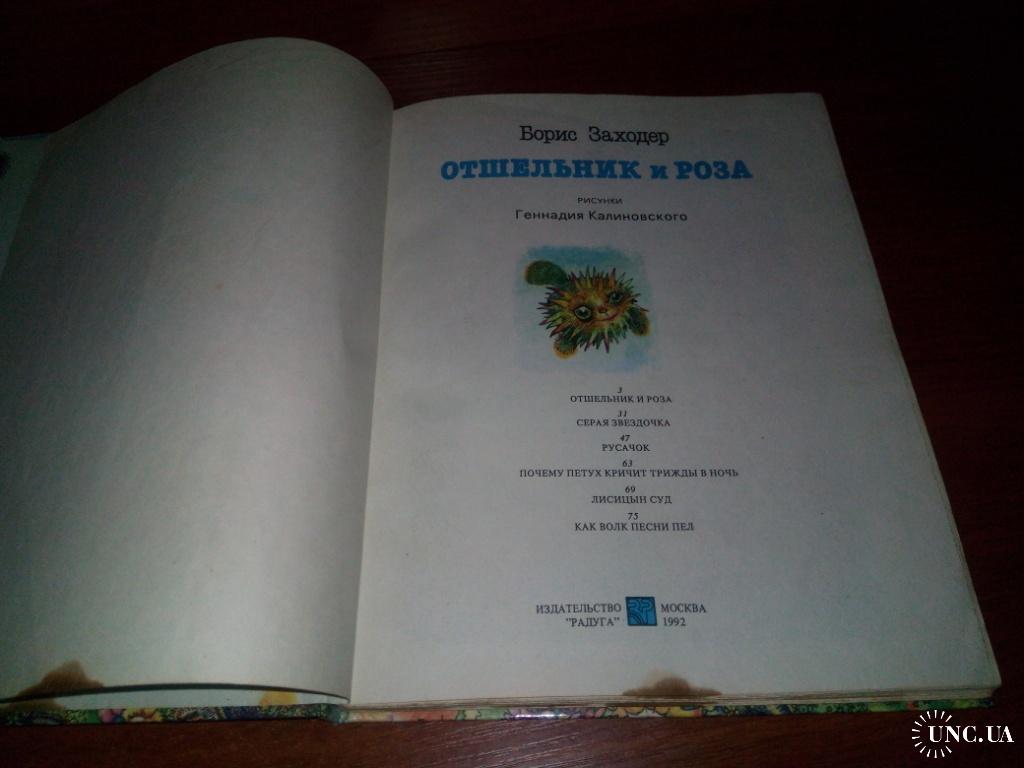 Борис Заходер
ОТШЕЛЬНИК и РОЗА
РИСУНКИ
Геннадия Калиновского
3
ОТШЕЛЬНИК И РОЗА
31
СЕРАЯ ЗВЕЗДОЧКА
47
РУСАЧОК
63
ПОЧЕМУ ПЕТУХ КРИЧИТ ТРИЖДЫ В НОЧЬ
69
ЛИСИЦЫН СУД
75
КАК ВОЛК ПЕСНИ ПЕЛ
ИЗДАТЕЛЬСТВО МОСКВА
"РАДУГА" 1992
UNC.UA